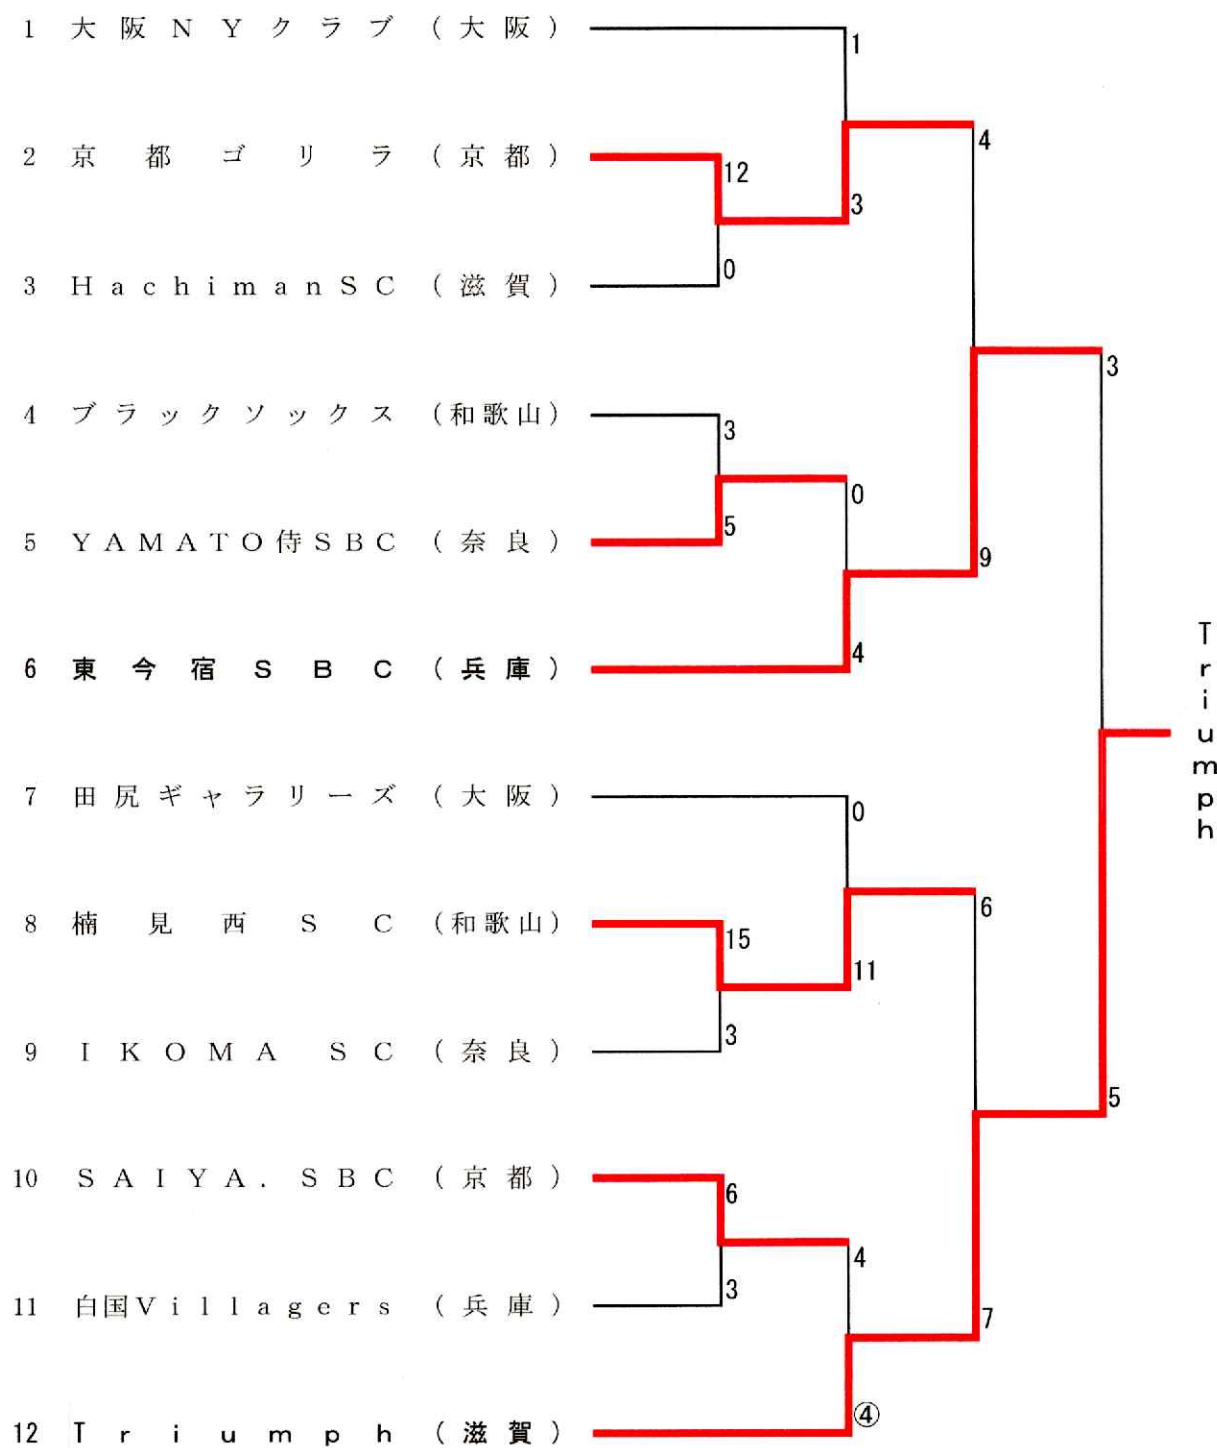 1 大阪NYクラブ (大阪)
1
4
2 京都ゴリラ (京都)
12
3
0
3 HachimanSC (滋賀)
3
4 ブラックソックス (和歌山)
3
0
5
5 YAMATO侍SBC (奈良)
9
6 東今宿SBC (兵庫)
4
Triumph
7 田尻ギャラリーズ (大阪)
0
6
8 楠見西SC (和歌山)
15
11
3
9 IKOMA SC (奈良)
5
10 SAIYA.SBC (京都)
6
4
3
11 白国Villagers (兵庫)
7
④
12 Triumph (滋賀)